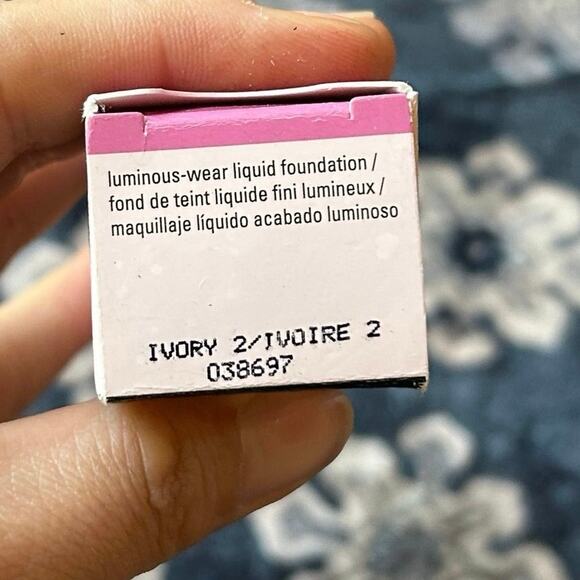 luminous-wear liquid foundation /
fond de teint liquide fini lumineux /
maquillaje líquido acabado luminoso
IVORY 2/IVOIRE 2
038697